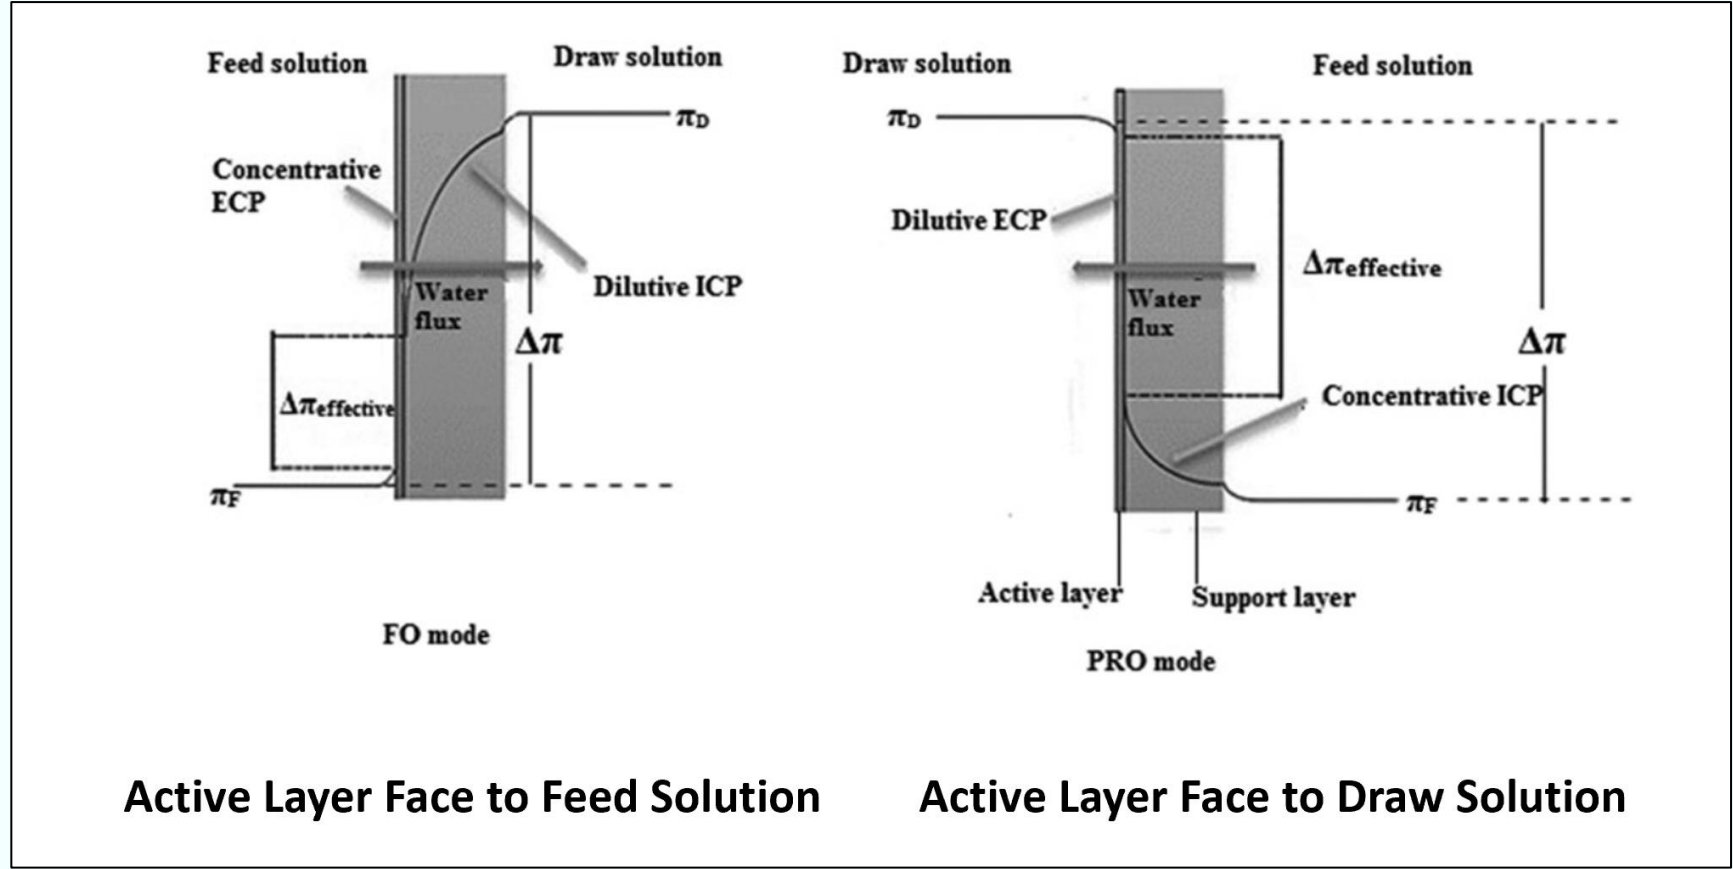 Feed solution
Draw solution
πD
Concentrative
ECP
Dilutive ICP
Water
flux
Δπ
Δπeffective
πF
FO mode
Active Layer Face to Feed Solution
Draw solution
Feed solution
πD
Dilutive ECP
Δπeffective
Water
flux
Δπ
Concentrative ICP
πF
Active layer
Support layer
PRO mode
Active Layer Face to Draw Solution